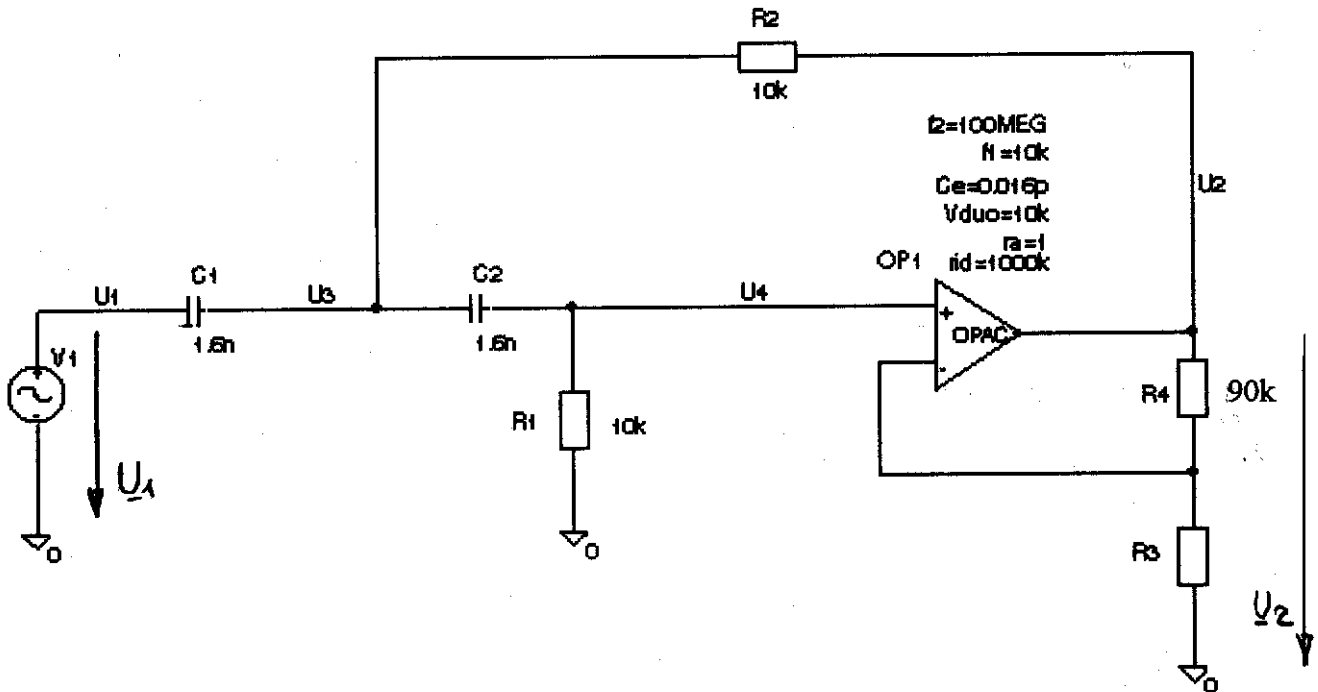 R2
10k
f2=100MEG
f1=10k
Ce=0.016p
Vduo=10k
ra=1
rid=1000k
U2
OP1
C1
U1
1.6n
U3
C2
1.6n
U4
+
OPAC
-
V1
+
-
U1
R1
10k
R4
90k
R3
U2
0
0
0